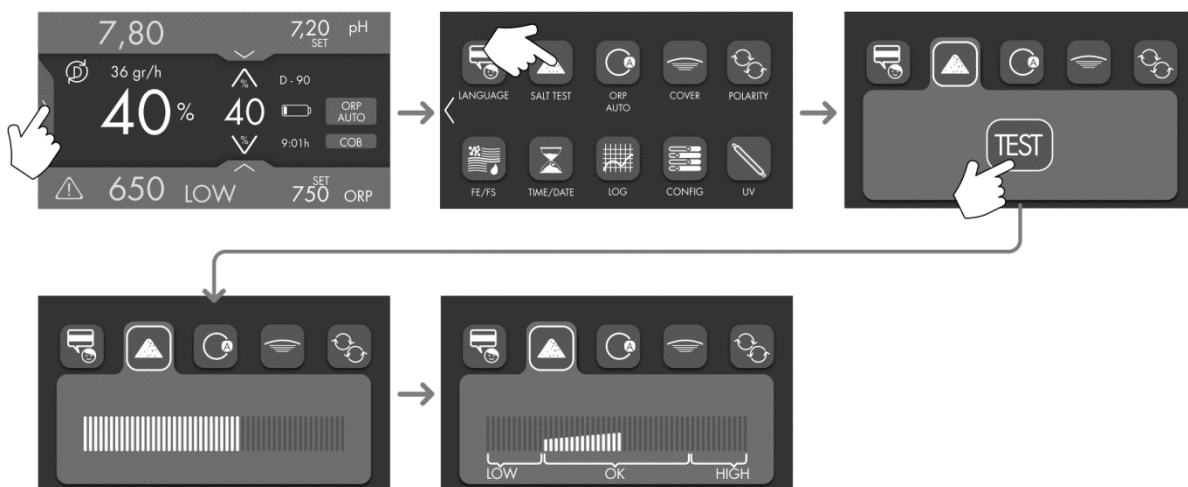 7,80
7,20 pH
SET
36 gr/h
D - 90
%
40%
40
ORP
AUTO
%
9:01h
COB
650 LOW
SET
750 ORP
LANGUAGE
SALT TEST
ORP
AUTO
COVER
POLARITY
FE/FS
TIME/DATE
LOG
CONFIG
UV
A
TEST
A
A
LOW
OK
HIGH